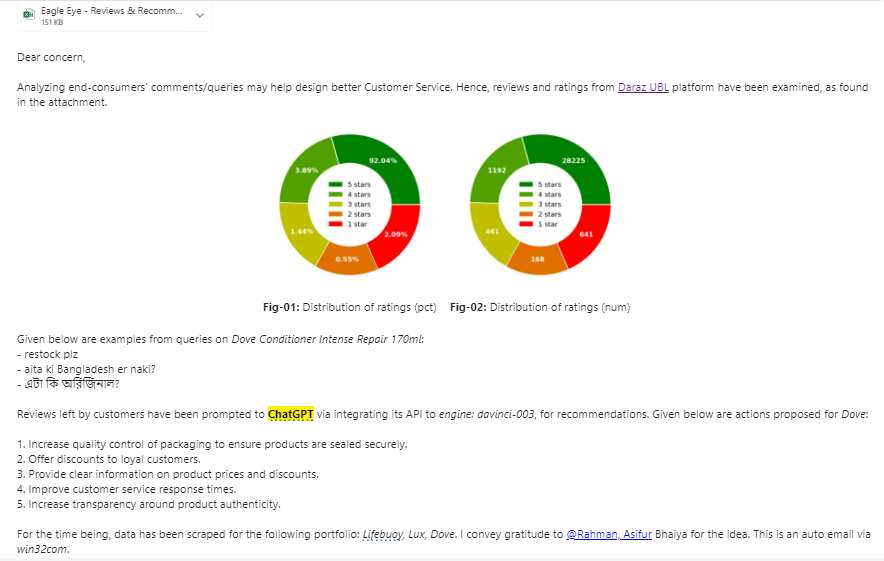 Eagle Eye - Reviews & Recomm...
151 KB
Dear concern,
Analyzing end-consumers' comments/queries may help design better Customer Service. Hence, reviews and ratings from Daraz UBL platform have been examined, as found
in the attachment.
92.04%
3.89%
5 stars
4 stars
3 stars
2 stars
1 star
1.44%
2.09%
0.55%
28225
1192
5 stars
4 stars
3 stars
2 stars
1 star
441
641
168
Fig-01: Distribution of ratings (pct) Fig-02: Distribution of ratings (num)
Given below are examples from queries on Dove Conditioner Intense Repair 170ml:
- restock plz
- aita ki Bangladesh er naki?
- এটা কি অরিজিনাল?
Reviews left by customers have been prompted to ChatGPT via integrating its API to engine: davinci-003, for recommendations. Given below are actions proposed for Dove:
1. Increase quality control of packaging to ensure products are sealed securely.
2. Offer discounts to loyal customers.
3. Provide clear information on product prices and discounts.
4. Improve customer service response times.
5. Increase transparency around product authenticity.
For the time being, data has been scraped for the following portfolio: Lifebuoy, Lux, Dove. I convey gratitude to @Rahman, Asifur Bhaiya for the idea. This is an auto email via
win32com.